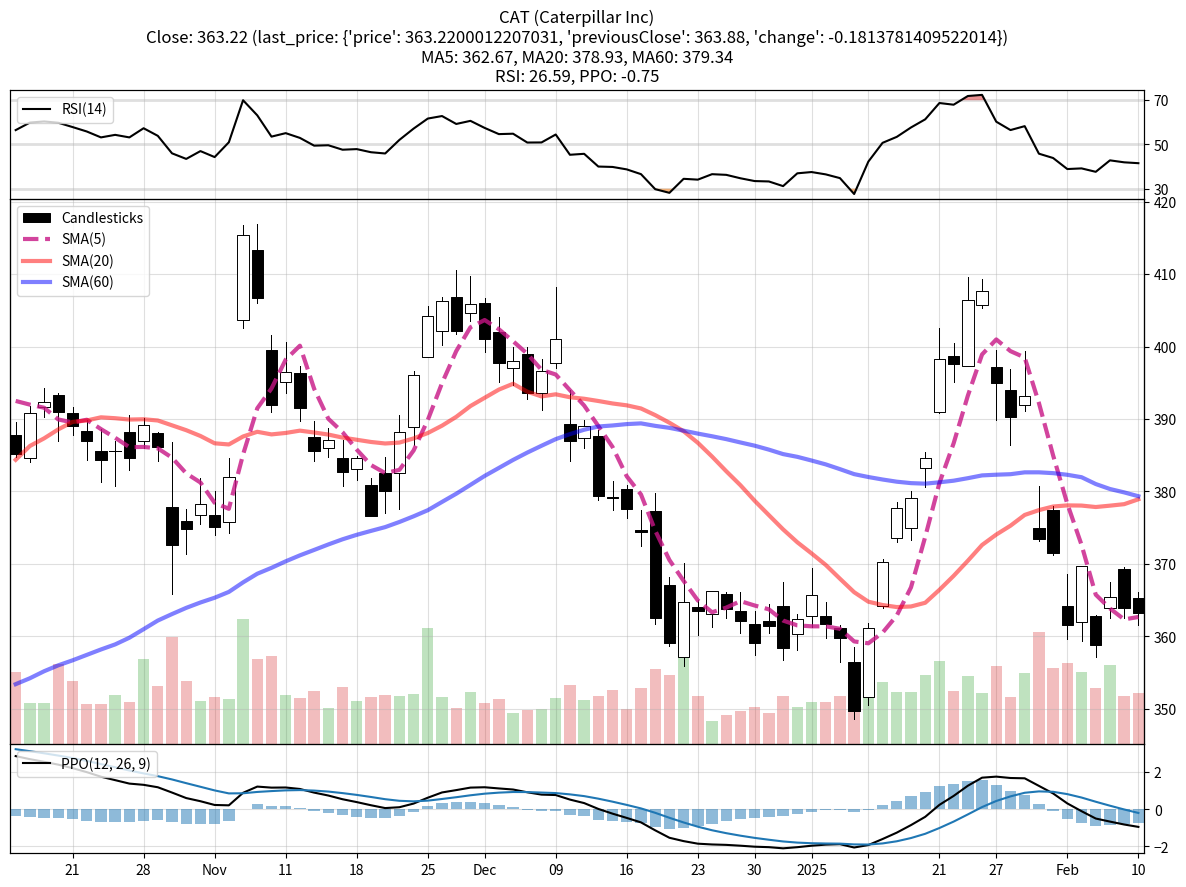 CAT (Caterpillar Inc)
Close: 363.22 (last_price: {'price': 363.2200012207031, 'previousClose': 363.88, 'change': -0.1813781409522014})
MA5: 362.67, MA20: 378.93, MA60: 379.34
RSI: 26.59, PPO: -0.75
RSI(14)
70
50
30
Candlesticks
SMA(5)
SMA(20)
SMA(60)
420
410
400
390
380
370
360
350
PPO(12, 26, 9)
2
0
−2
21 28 Nov 11 18 25 Dec 09 16 23 30 2025 13 21 27 Feb 10